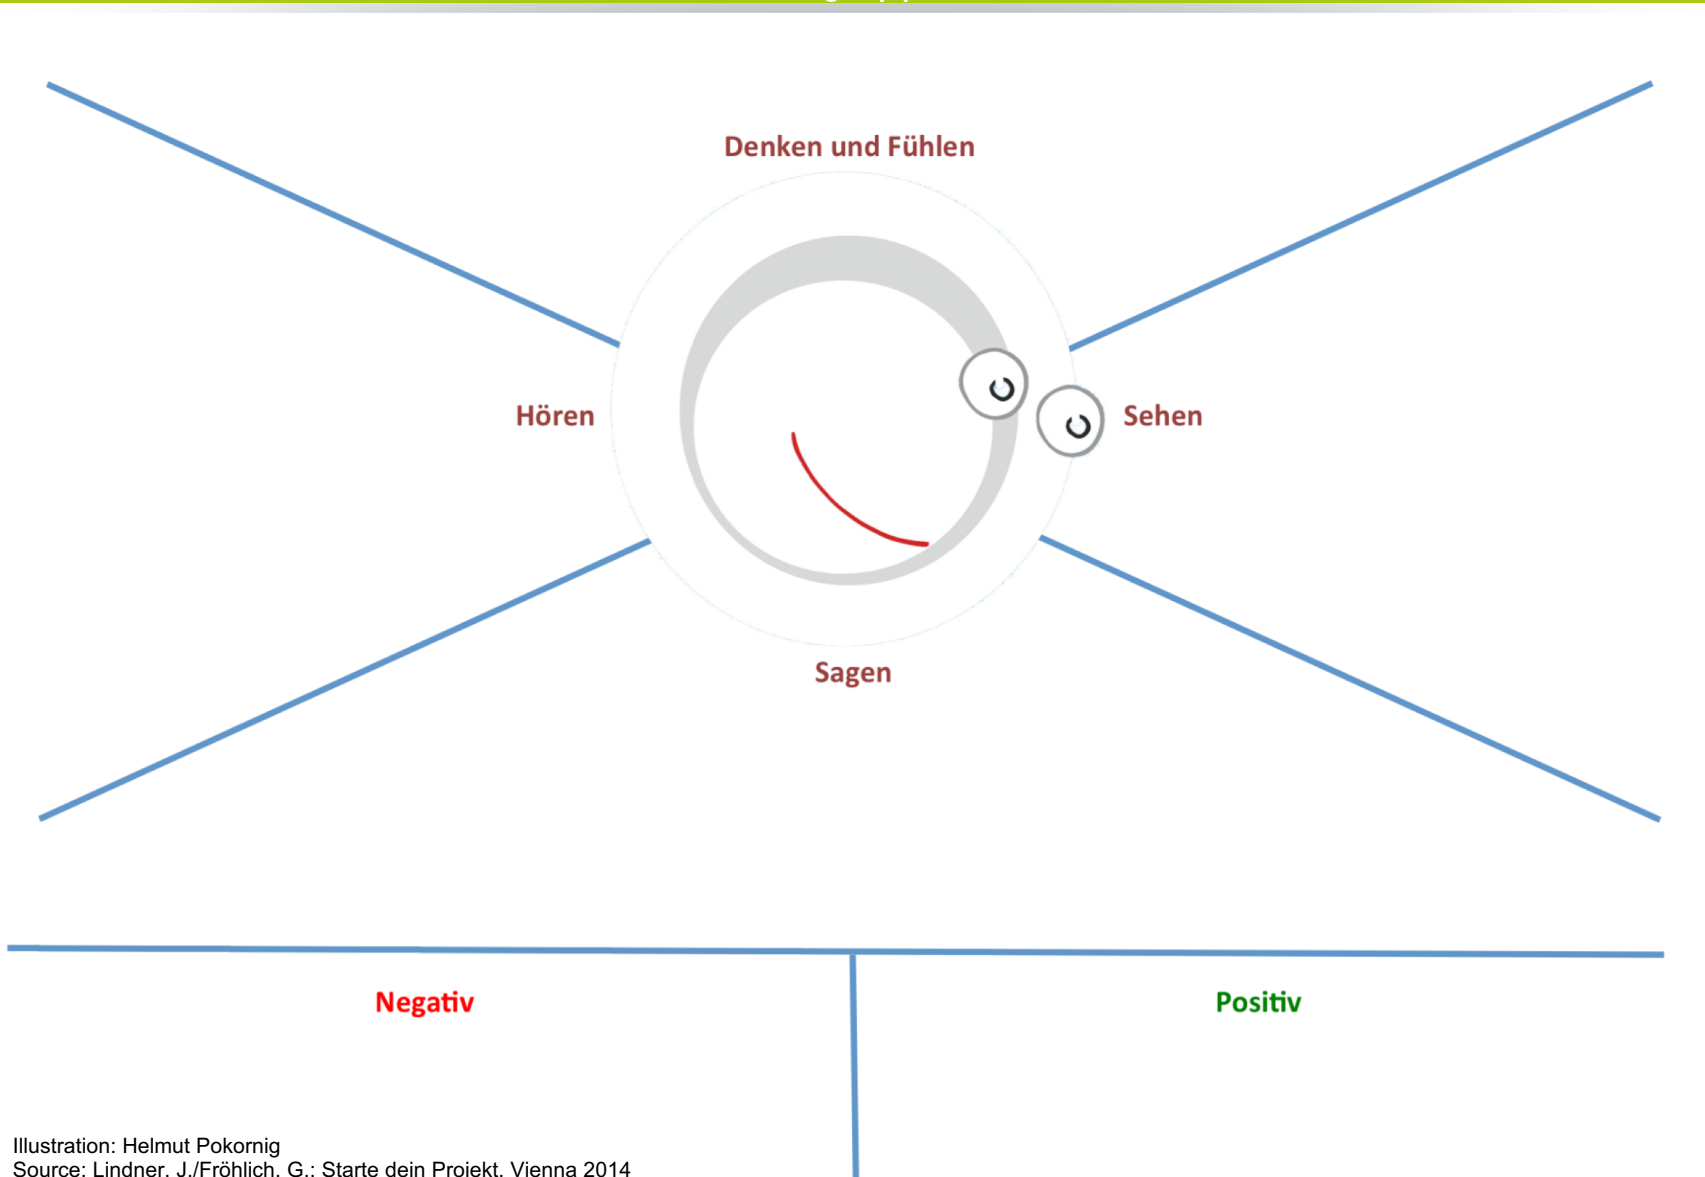 Denken und Fühlen
Hören
Sehen
Sagen
Negativ
Positiv
Illustration: Helmut Pokornig
Source: Lindner, J./Fröhlich, G.: Starte dein Projekt, Vienna 2014